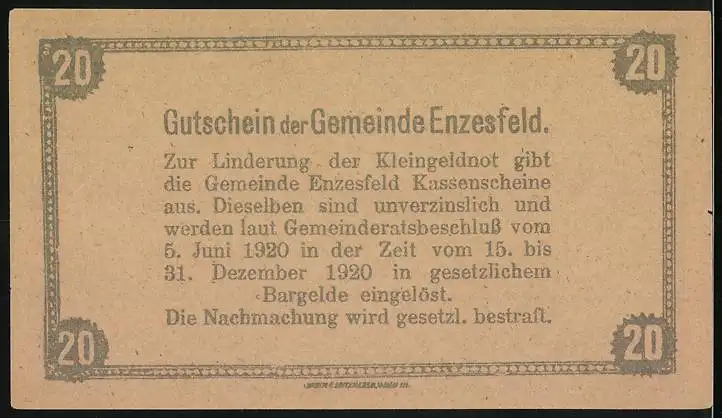 20 20
Gutschein der Gemeinde Enzesfeld.
Zur Linderung der Kleingeldnot gibt
die Gemeinde Enzesfeld Kassenscheine
aus. Dieselben sind unverzinslich und
werden laut Gemeinderatsbeschluß vom
5. Juni 1920 in der Zeit vom 15. bis
31. Dezember 1920 in gesetzlichem
Bargelde eingelöst.
Die Nachmachung wird gesetzl. bestraft.
20 20